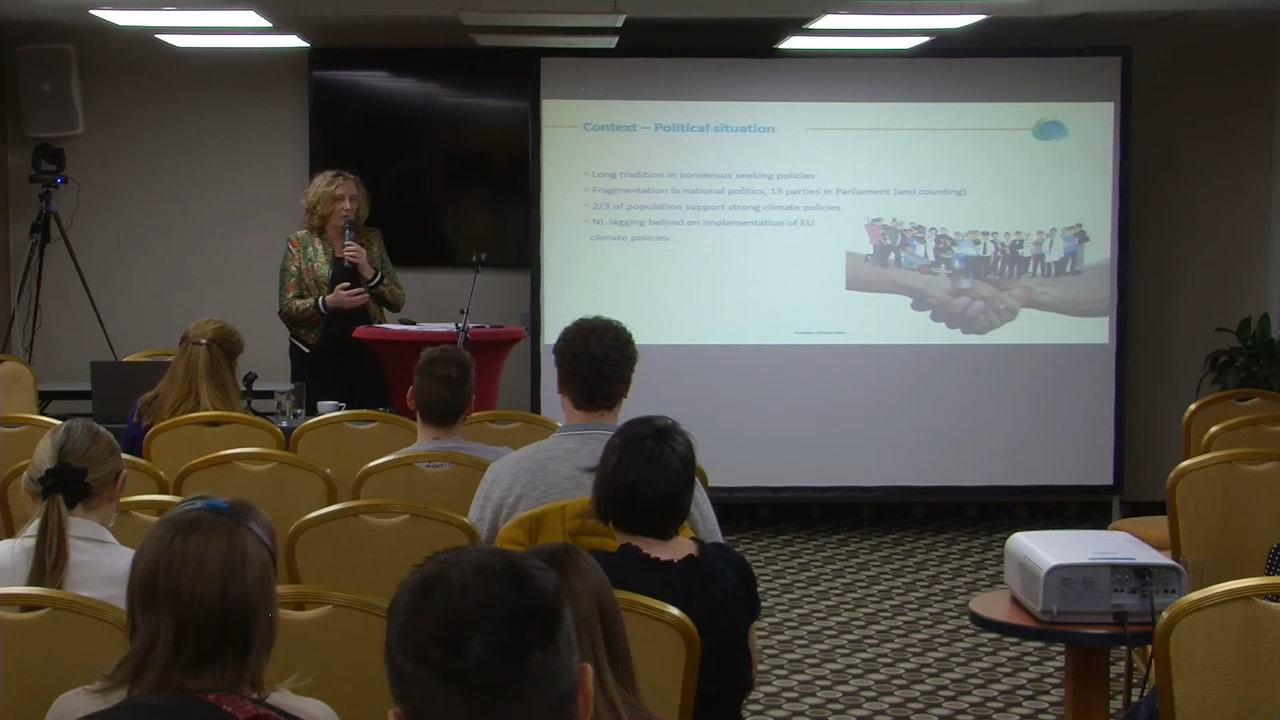 Context – Political situation
Long tradition in consensus seeking policies
Fragmentation in national politics, 13 parties in Parliament (and counting)
2/3 of population support strong climate policies
NL lagging behind on implementation of EU
climate policies